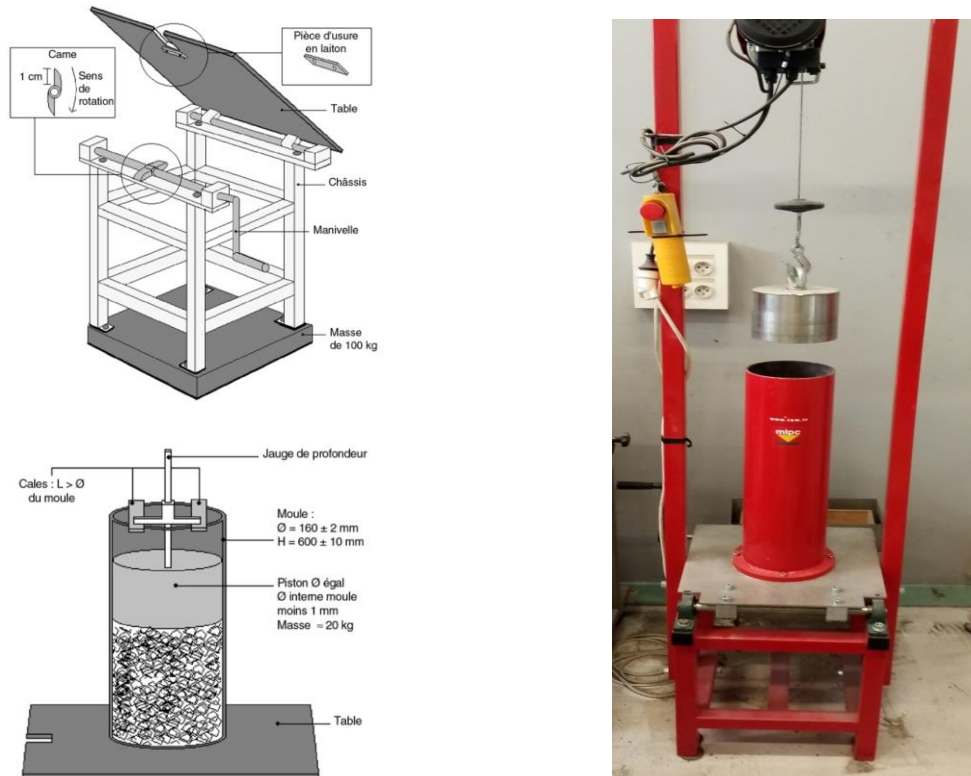 Came
1 cm
Sens
de
rotation
Pièce d'usure
en laiton
Table
Châssis
Manivelle
Masse
de 100 kg
Jauge de profondeur
Cales : L > Ø
du moule
Moule :
Ø = 160 ± 2 mm
H = 600 ± 10 mm
Piston Ø égal
Ø interne moule
moins 1 mm
Masse ≈ 20 kg
Table
mlpc